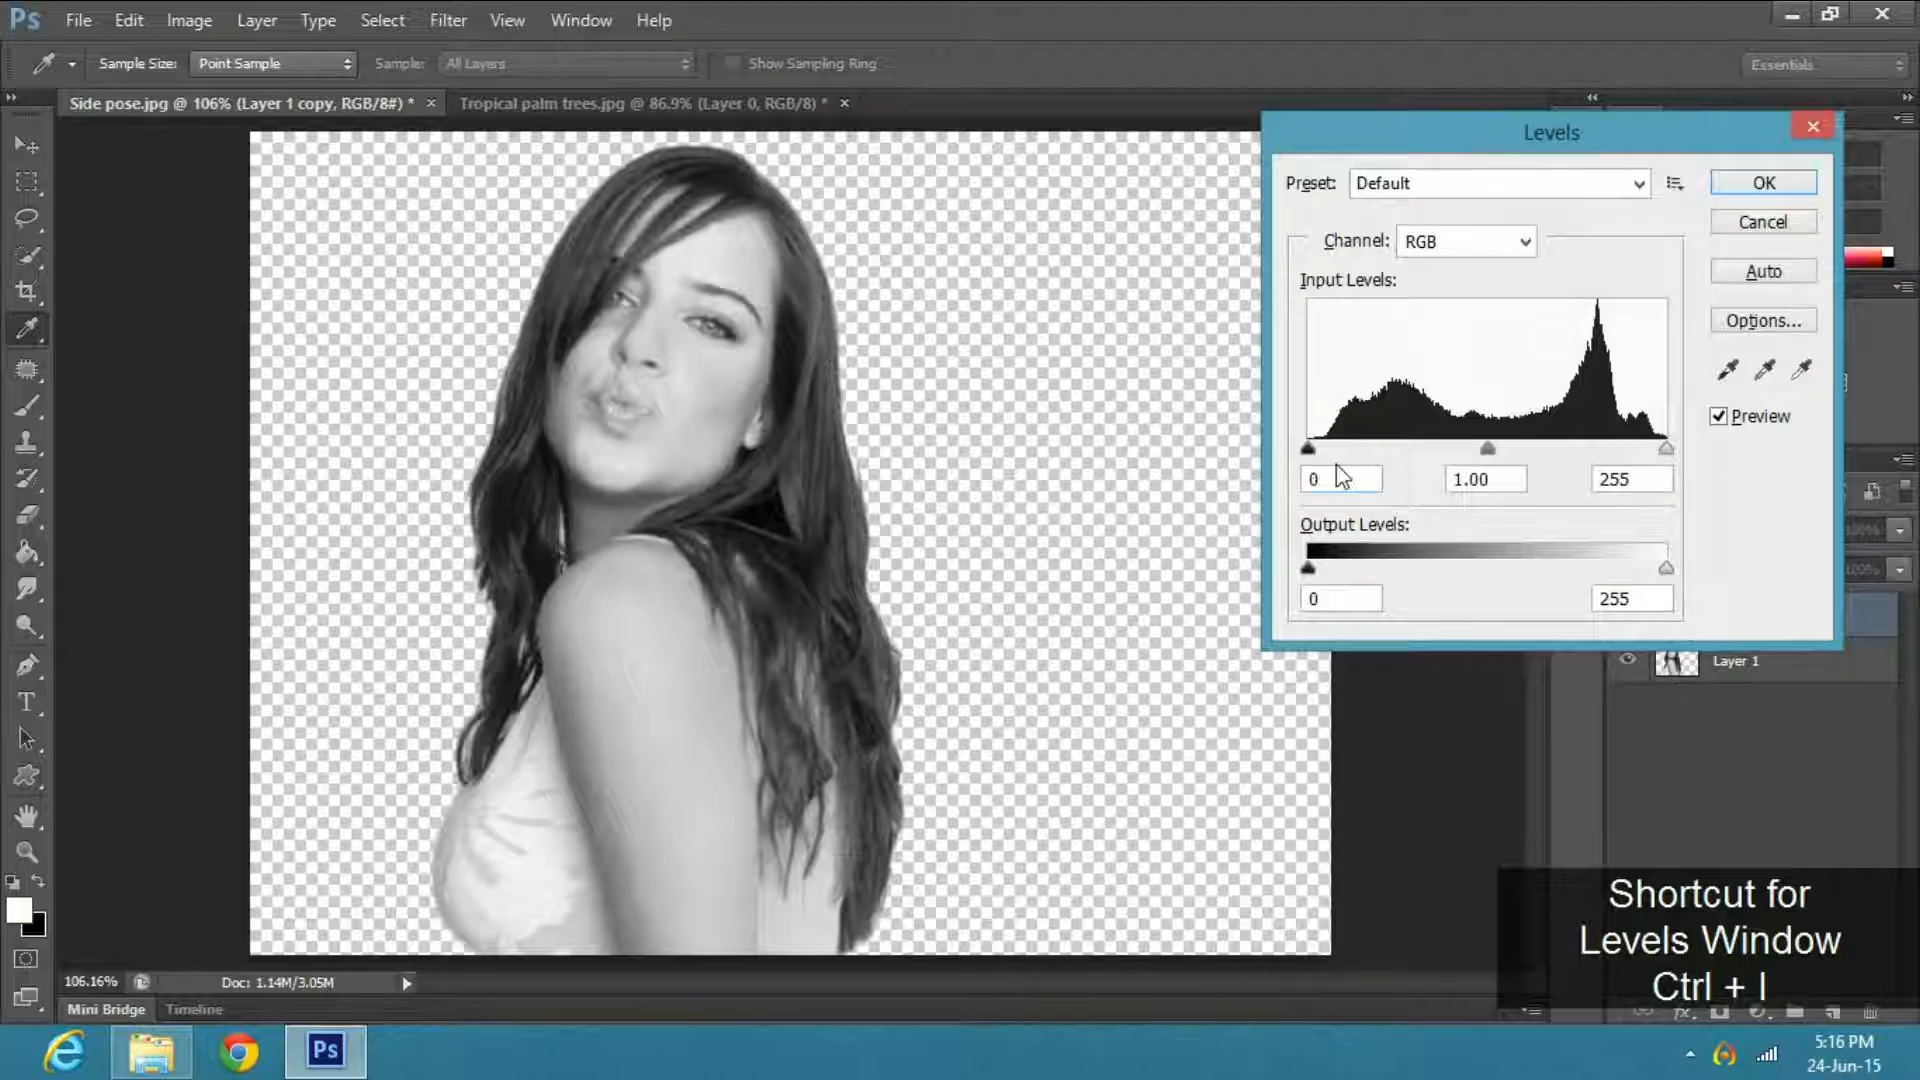 Ps File Edit Image Layer Type Select Filter View Window Help
Sample Size: Point Sample Sample: All Layers Show Sampling Ring Essentials
Side pose.jpg @ 106% (Layer 1 copy, RGB/8#) * × Tropical palm trees.jpg @ 86.9% (Layer 0, RGB/8) * ×
Levels
Preset: Default OK
Cancel
Channel: RGB
Auto
Input Levels:
Options...
Preview
0 1.00 255
Output Levels:
0 255
Layer 1
Shortcut for
Levels Window
Ctrl + l
106.16% Doc: 1.14M/3.05M
Mini Bridge Timeline
fx
Ps
5:16 PM
24-Jun-15